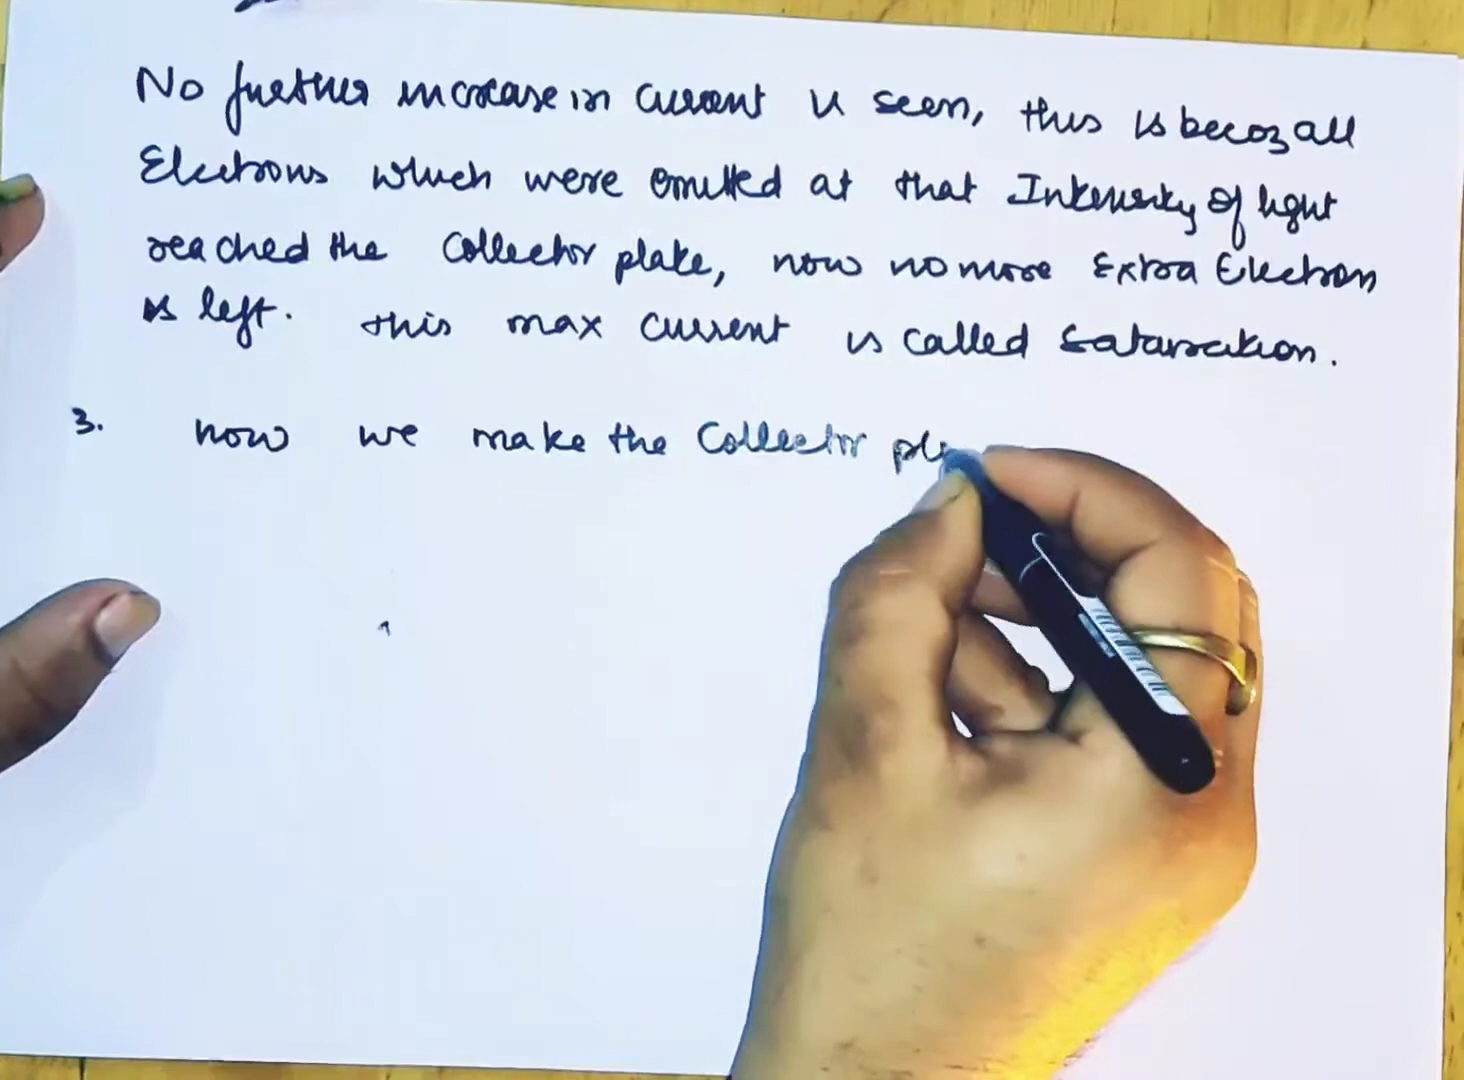 No further increase in current is seen, this is becoz all
Electrons which were emitted at that Intensity of light
reached the Collector plate, now no more Extra Electron
is left. this max current is called Saturation.
3. now we make the Collector pla